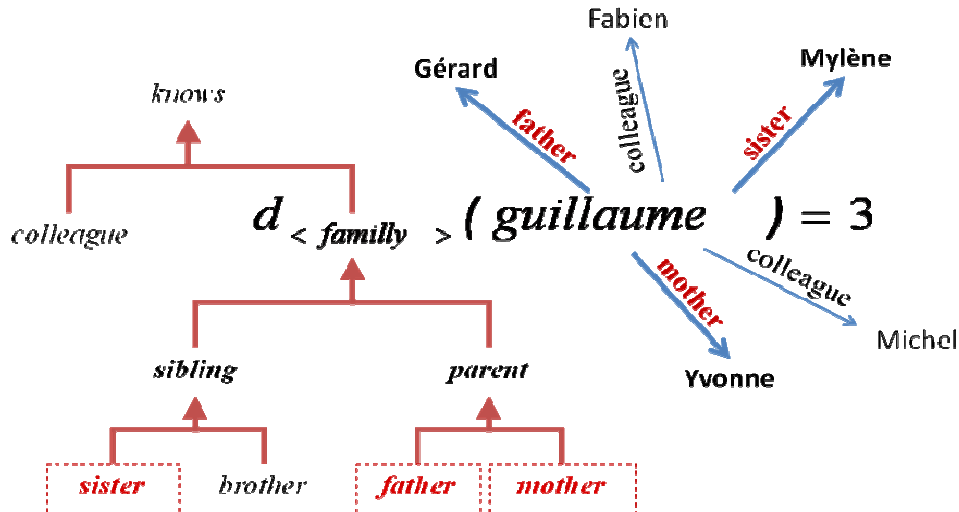 Fabien
Gérard
Mylène
knows
father
colleague
sister
colleague
d < familly > ( guillaume ) = 3
mother
colleague
Michel
sibling
parent
Yvonne
sister
brother
father
mother